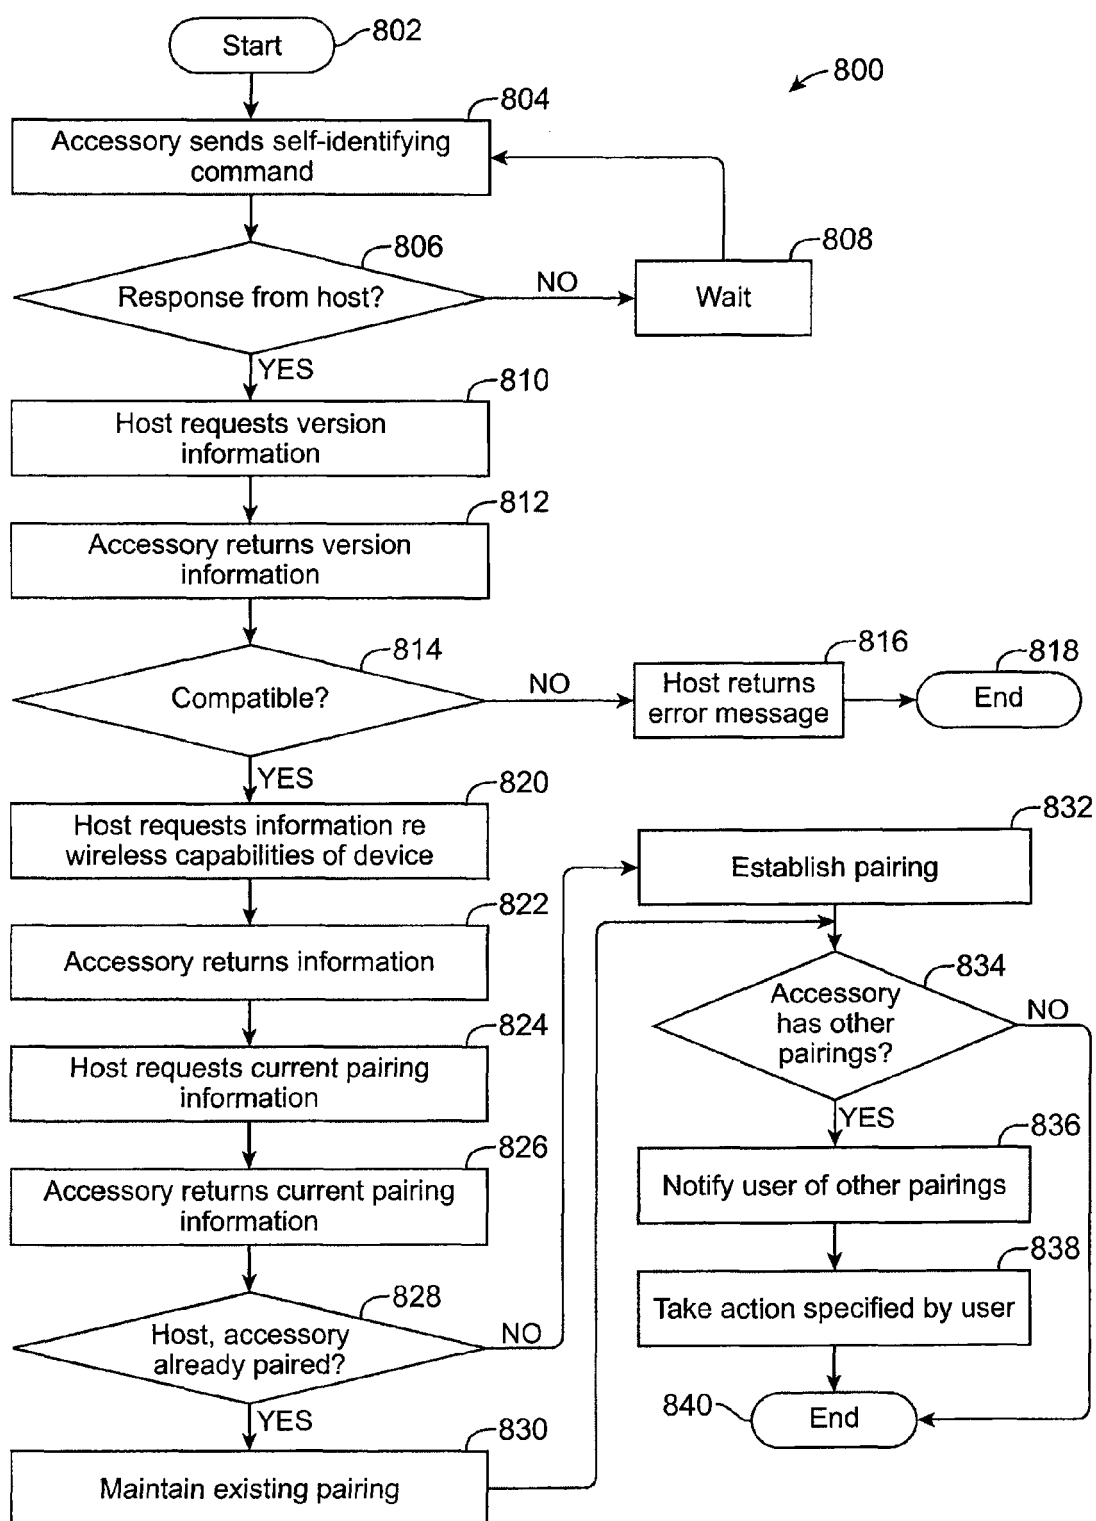 Start
802
800
804
Accessory sends self-identifying
command
806
Response from host?
NO
808
Wait
YES
810
Host requests version
information
812
Accessory returns version
information
814
Compatible?
NO
816
Host returns
error message
818
End
YES
820
Host requests information re
wireless capabilities of device
822
Accessory returns information
824
Host requests current pairing
information
826
Accessory returns current pairing
information
828
Host, accessory
already paired?
NO
YES
830
Maintain existing pairing
832
Establish pairing
834
Accessory
has other
pairings?
NO
YES
836
Notify user of other pairings
838
Take action specified by user
840
End